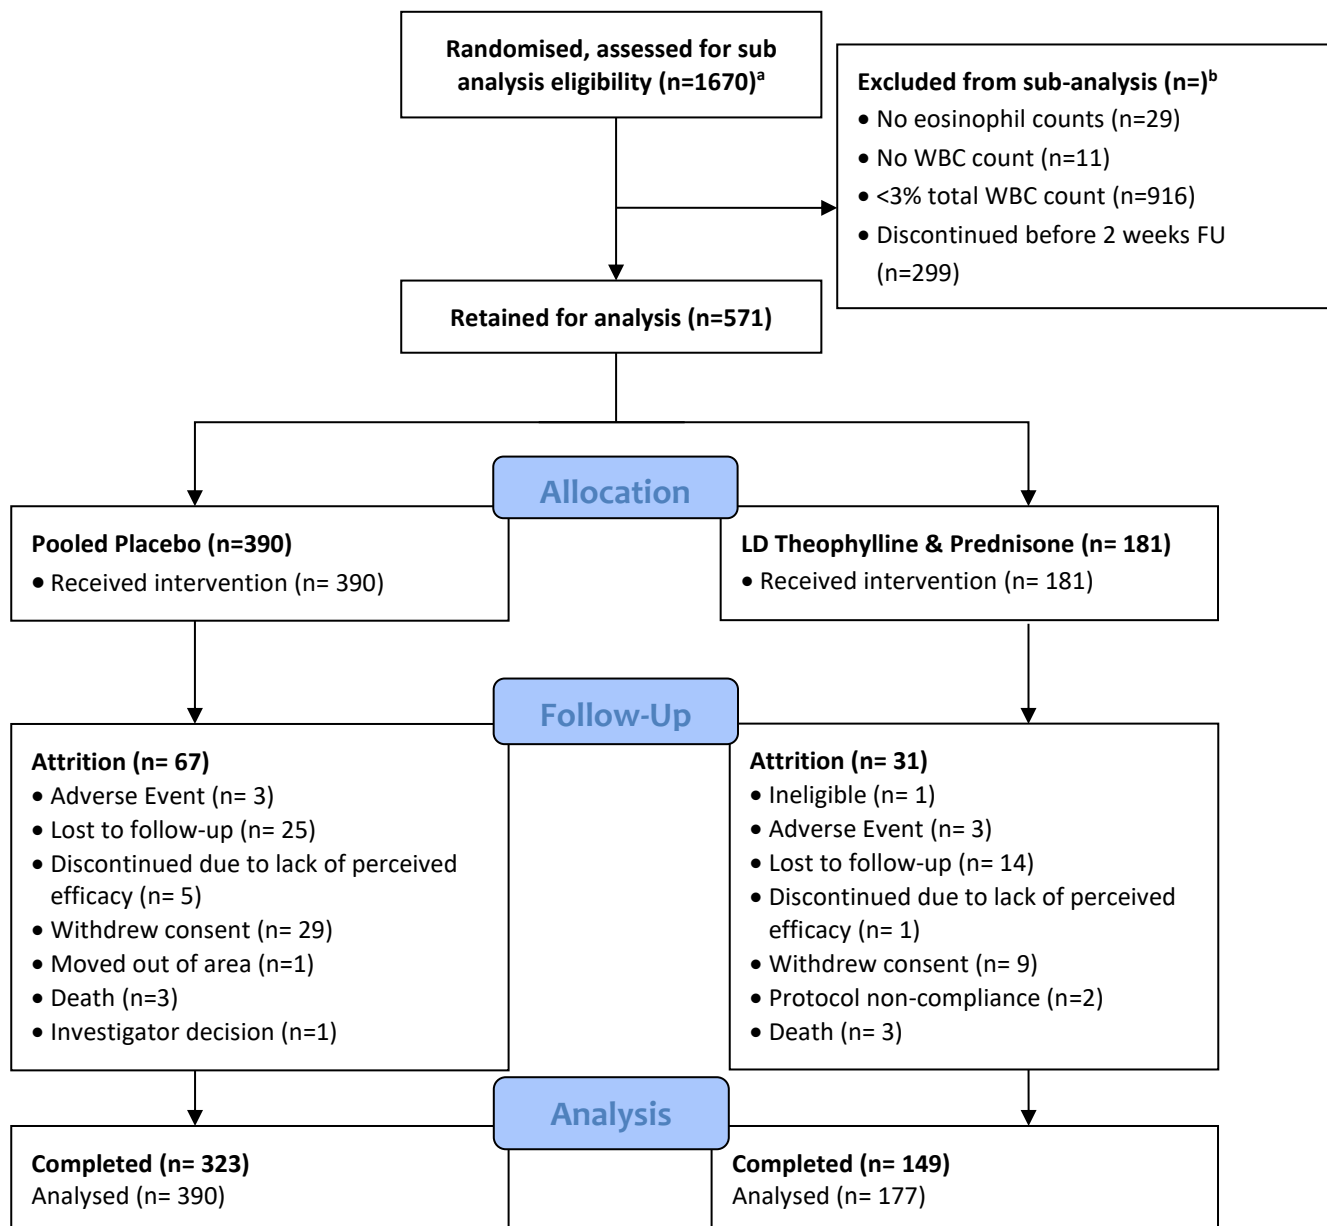 Randomised, assessed for sub
analysis eligibility (n=1670)a
Excluded from sub-analysis (n=)b
• No eosinophil counts (n=29)
• No WBC count (n=11)
• <3% total WBC count (n=916)
• Discontinued before 2 weeks FU
(n=299)
Retained for analysis (n=571)
Allocation
Pooled Placebo (n=390)
• Received intervention (n= 390)
LD Theophylline & Prednisone (n= 181)
• Received intervention (n= 181)
Follow-Up
Attrition (n= 67)
• Adverse Event (n= 3)
• Lost to follow-up (n= 25)
• Discontinued due to lack of perceived
efficacy (n= 5)
• Withdrew consent (n= 29)
• Moved out of area (n=1)
• Death (n=3)
• Investigator decision (n=1)
Attrition (n= 31)
• Ineligible (n= 1)
• Adverse Event (n= 3)
• Lost to follow-up (n= 14)
• Discontinued due to lack of perceived
efficacy (n= 1)
• Withdrew consent (n= 9)
• Protocol non-compliance (n=2)
• Death (n= 3)
Analysis
Completed (n= 323)
Analysed (n= 390)
Completed (n= 149)
Analysed (n= 177)